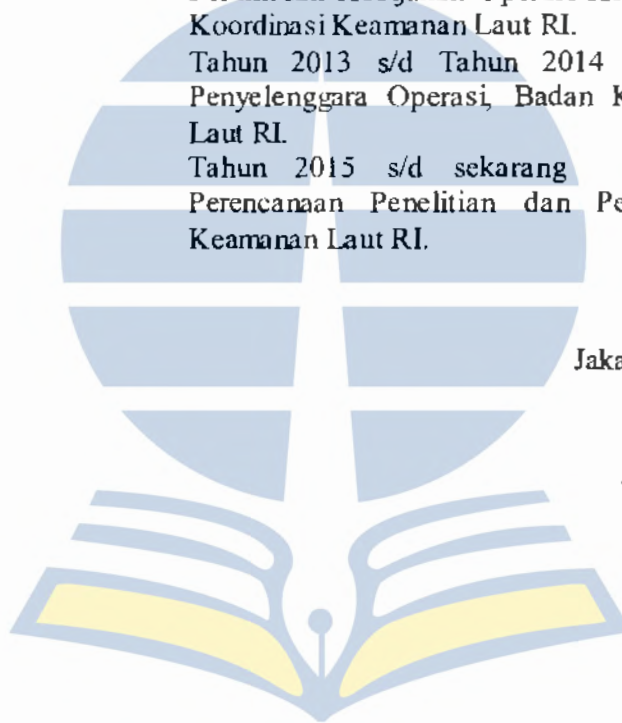 Koordinasi Keamanan Laut RI.
Tahun 2013 s/d Tahun 2014
Penyelenggara Operasi, Badan K
Laut RI.
Tahun 2015 s/d sekarang
Perencanaan Penelitian dan Pe
Keamanan Laut RI.
Jaka